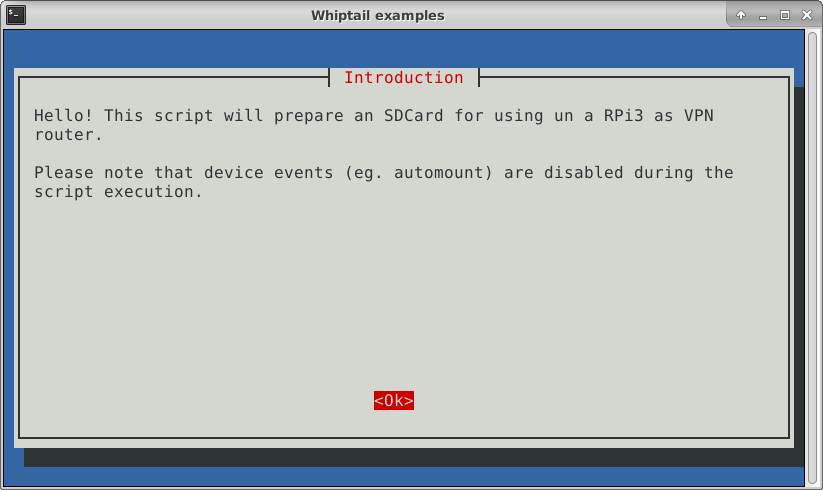 Whiptail examples
Introduction
Hello! This script will prepare an SDCard for using un a RPi3 as VPN
router.
Please note that device events (eg. automount) are disabled during the
script execution.
<Ok>